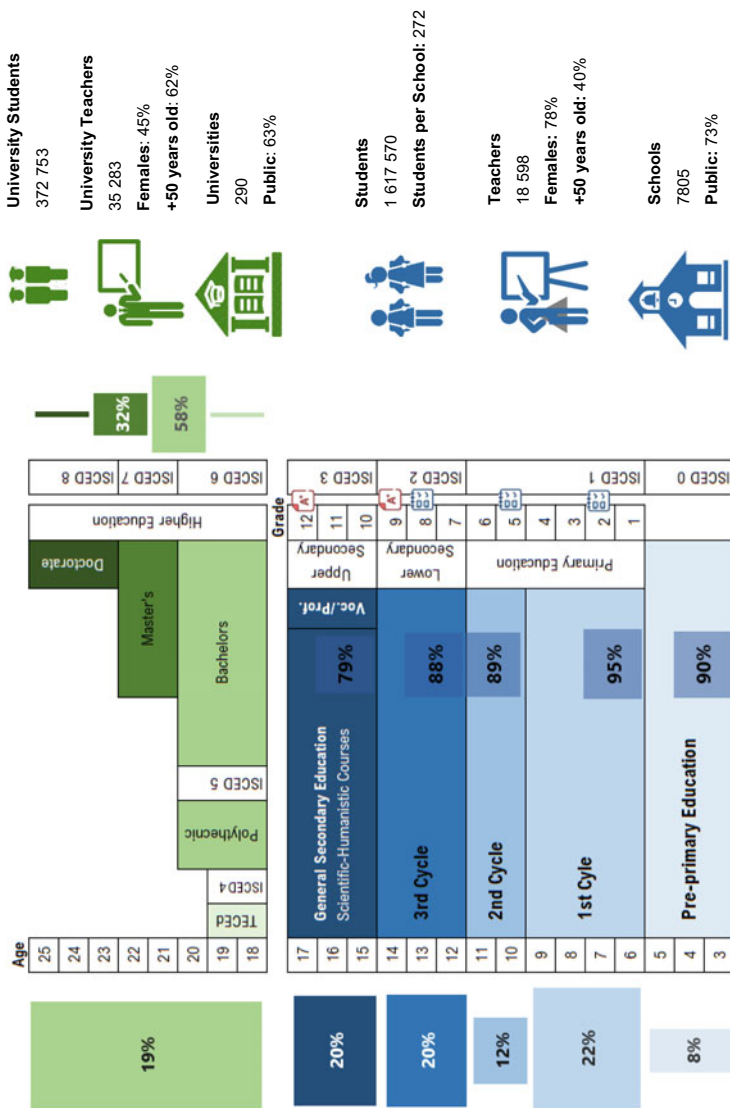 Age
25
24
23
22
21
20
19
18
17
16
15
14
13
12
11
10
9
8
7
6
5
4
3
19%
20%
20%
12%
22%
8%
TECEd
ISCED 4
Polythecnic
ISCED 5
Bachelors
Master's
Doctorate
Higher Education
ISCED 8
ISCED 7
ISCED 6
32%
58%
General Secondary Education
Scientific-Humanistic Courses
79%
Voc./Prof.
3rd Cycle
88%
2nd Cycle
89%
1st Cyle
95%
Pre-primary Education
90%
Upper
Secondary
Lower
Secondary
Primary Education
Grade
12
11
10
9
8
7
6
5
4
3
2
1
A+
A+
ISCED 3
ISCED 2
ISCED 1
ISCED 0
University Students
372 753
University Teachers
35 283
Females: 45%
+50 years old: 62%
Universities
290
Public: 63%
Students
1 617 570
Students per School: 272
Teachers
18 598
Females: 78%
+50 years old: 40%
Schools
7805
Public: 73%